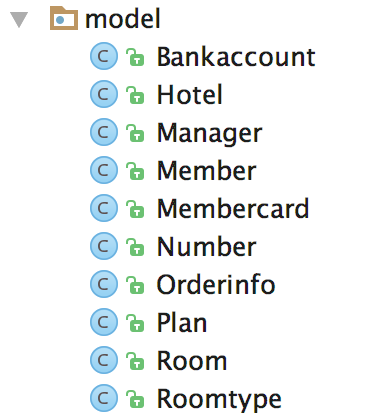 model
C Bankaccount
C Hotel
C Manager
C Member
C Membercard
C Number
C Orderinfo
C Plan
C Room
C Roomtype